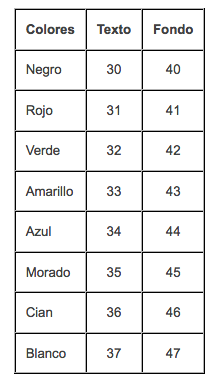 Colores Texto Fondo
Negro 30 40
Rojo 31 41
Verde 32 42
Amarillo 33 43
Azul 34 44
Morado 35 45
Cian 36 46
Blanco 37 47